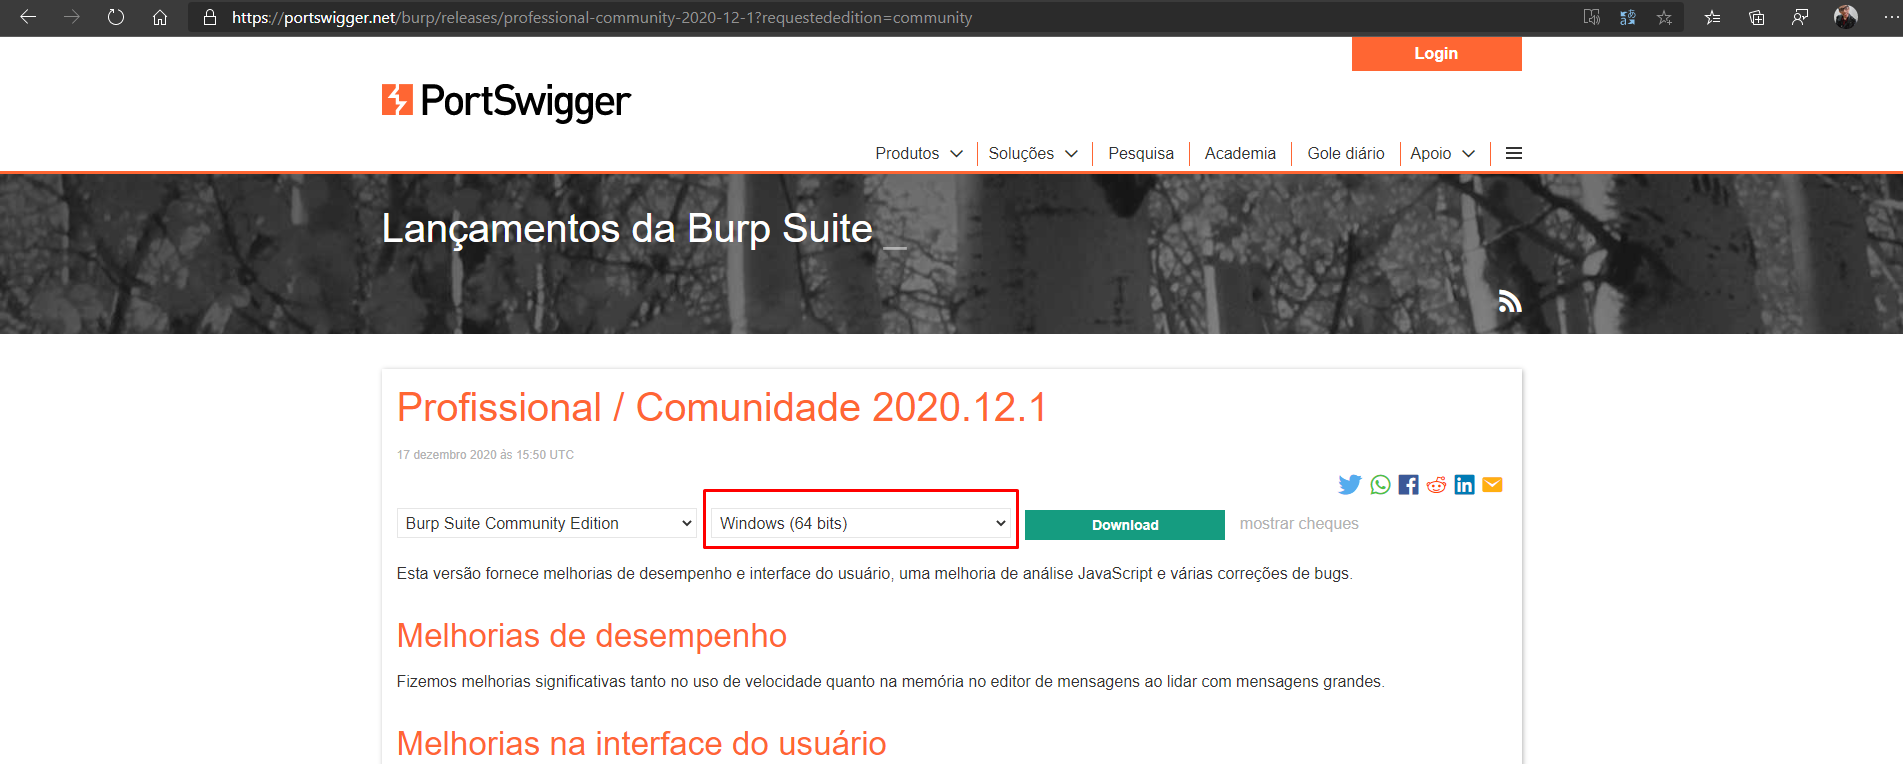 https://portswigger.net/burp/releases/professional-community-2020-12-1?requestededition=community
Login
PortSwigger
Produtos
Soluções
Pesquisa
Academia
Gole diário
Apoio
Lançamentos da Burp Suite _
Profissional / Comunidade 2020.12.1
17 dezembro 2020 às 15:50 UTC
Burp Suite Community Edition
Windows (64 bits)
Download
mostrar cheques
Esta versão fornece melhorias de desempenho e interface do usuário, uma melhoria de análise JavaScript e várias correções de bugs.
Melhorias de desempenho
Fizemos melhorias significativas tanto no uso de velocidade quanto na memória no editor de mensagens ao lidar com mensagens grandes.
Melhorias na interface do usuário